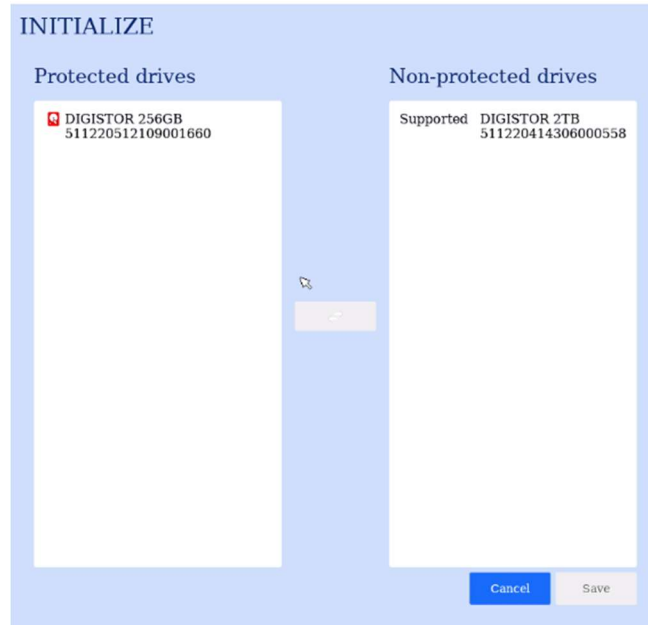 INITIALIZE
Protected drives
DIGISTOR 256GB
511220512109001660
Non-protected drives
Supported DIGISTOR 2TB
511220414306000558
Cancel Save